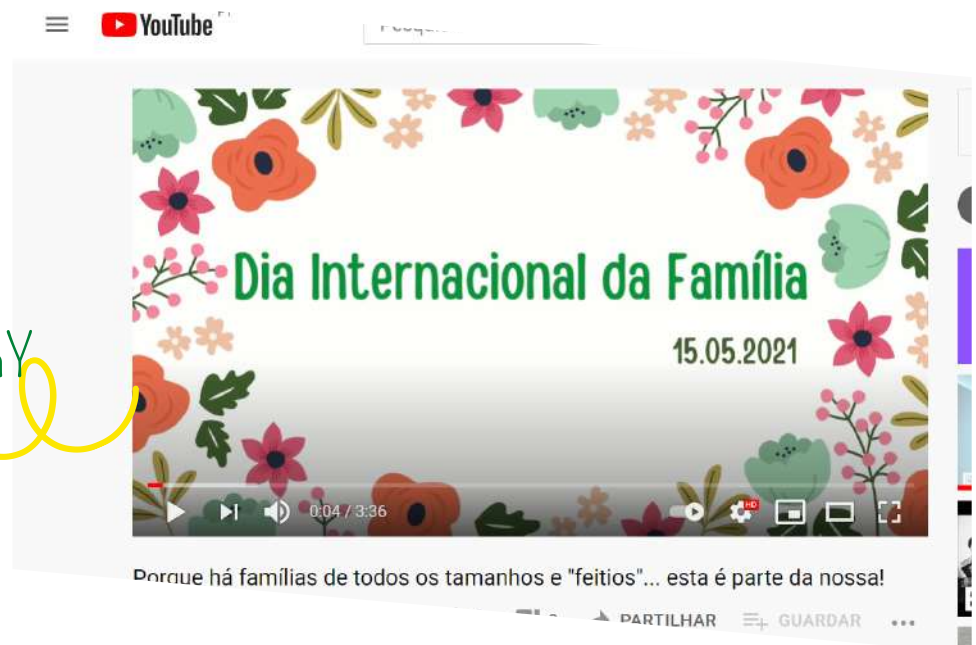 YouTube
Dia Internacional da Família
15.05.2021
0:04 / 3:36
HD
Porque há famílias de todos os tamanhos e "feitios"... esta é parte da nossa!
PARTILHAR
GUARDAR